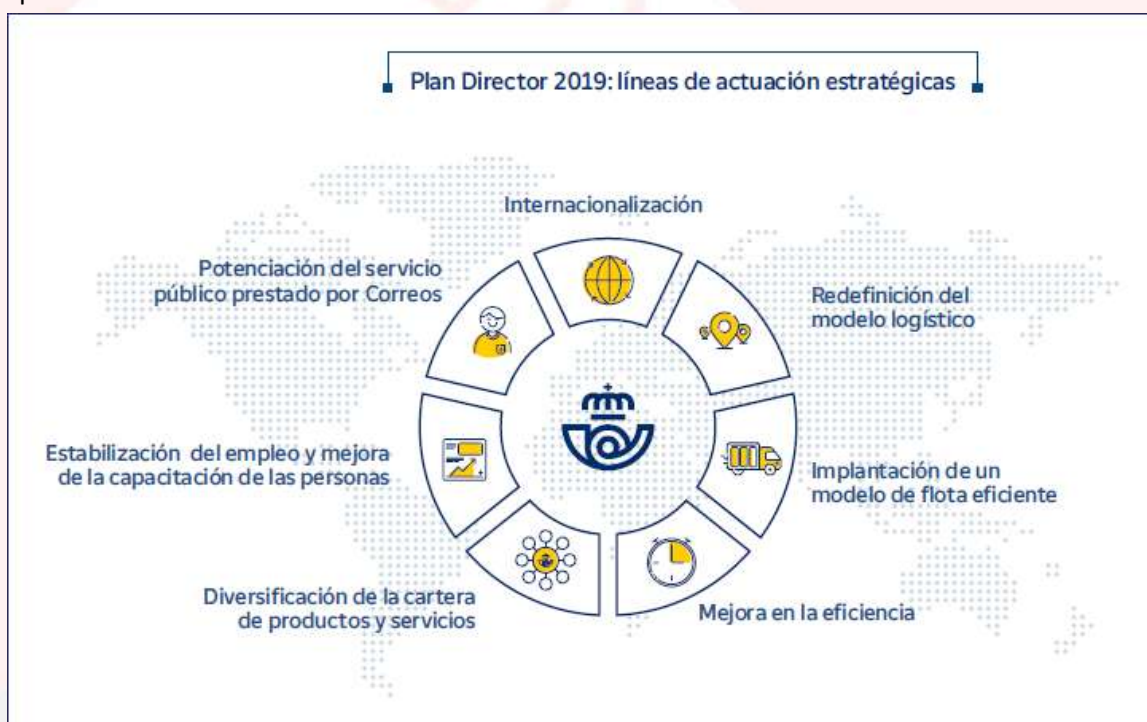 Plan Director 2019: líneas de actuación estratégicas
Internacionalización
Potenciación del servicio
público prestado por Correos
Redefinición del
modelo logístico
Estabilización del empleo y mejora
de la capacitación de las personas
Implantación de un
modelo de flota eficiente
Diversificación de la cartera
de productos y servicios
Mejora en la eficiencia